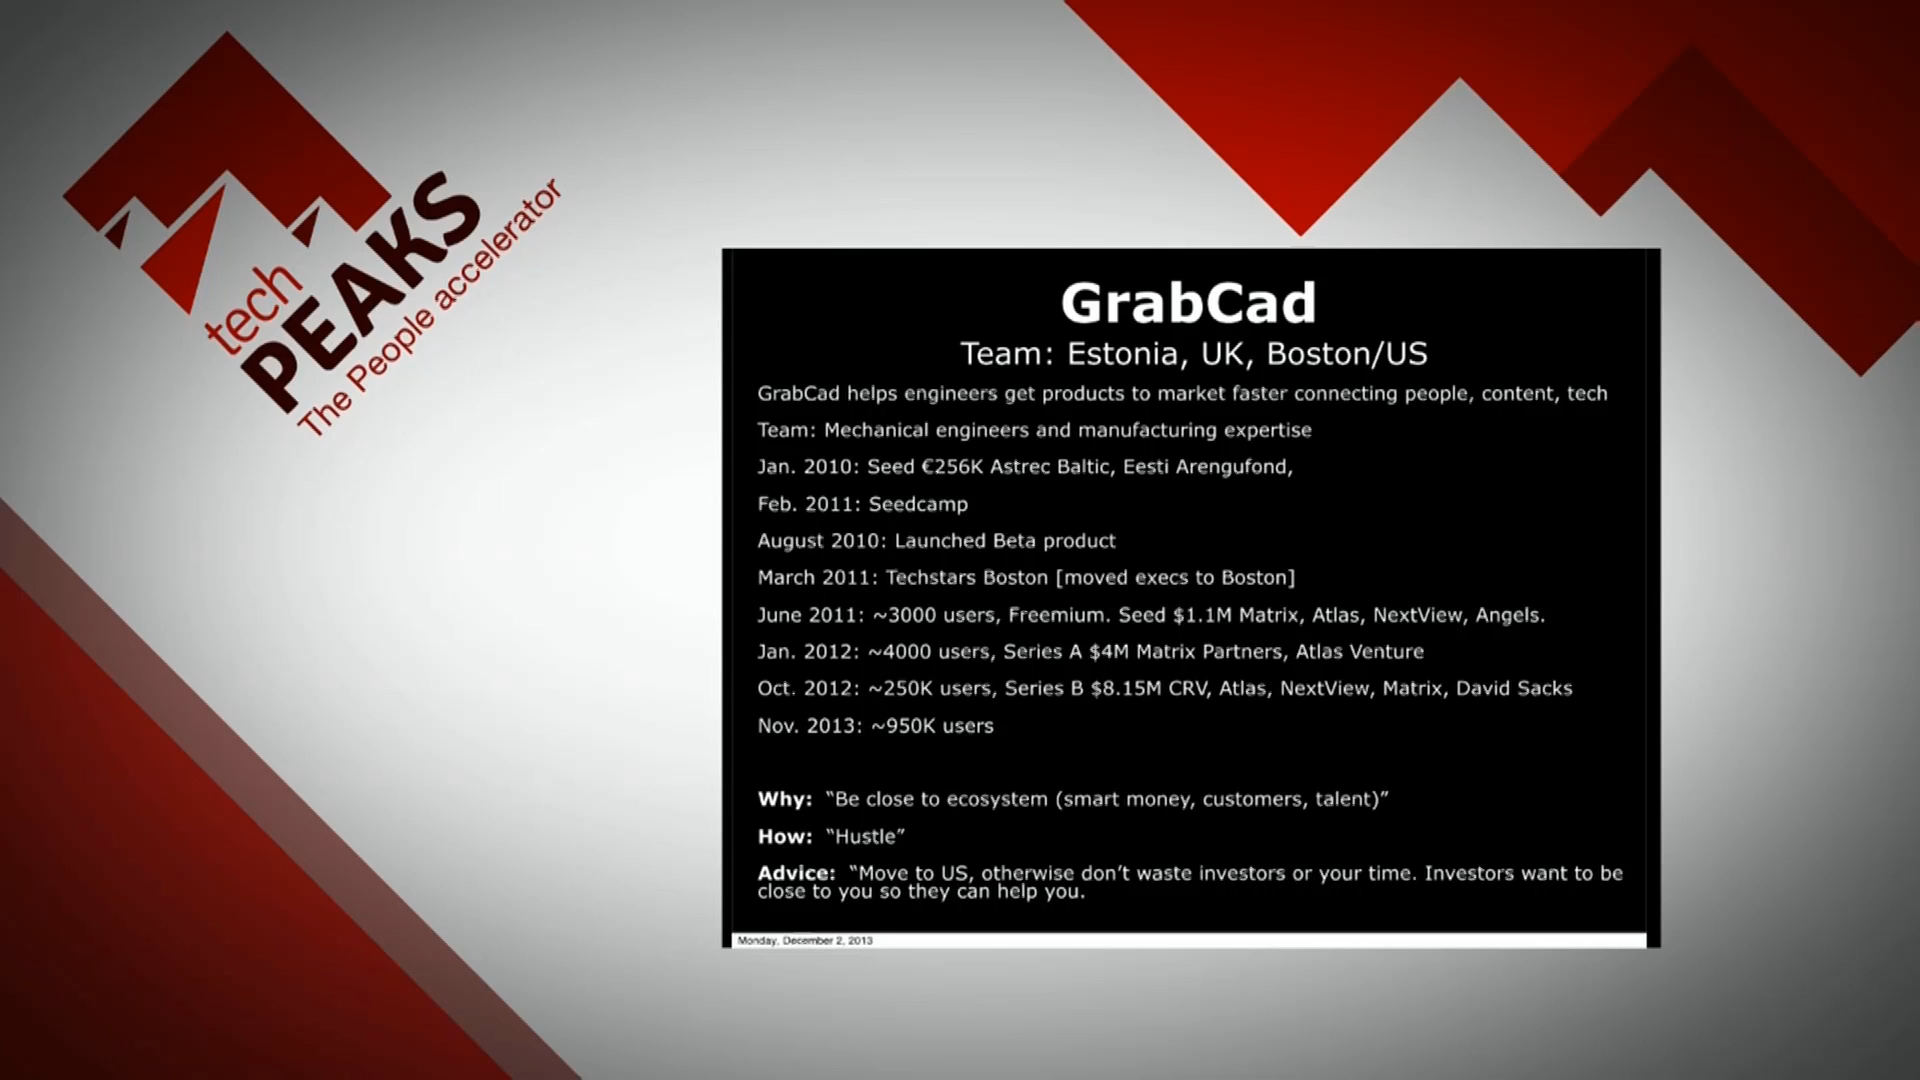 tech
PEAKS
The People accelerator
GrabCad
Team: Estonia, UK, Boston/US
GrabCad helps engineers get products to market faster connecting people, content, tech
Team: Mechanical engineers and manufacturing expertise
Jan. 2010: Seed €256K Astrec Baltic, Eesti Arengufond,
Feb. 2011: Seedcamp
August 2010: Launched Beta product
March 2011: Techstars Boston [moved execs to Boston]
June 2011: ~3000 users, Freemium. Seed $1.1M Matrix, Atlas, NextView, Angels.
Jan. 2012: ~4000 users, Series A $4M Matrix Partners, Atlas Venture
Oct. 2012: ~250K users, Series B $8.15M CRV, Atlas, NextView, Matrix, David Sacks
Nov. 2013: ~950K users
Why: “Be close to ecosystem (smart money, customers, talent)”
How: “Hustle”
Advice: “Move to US, otherwise don’t waste investors or your time. Investors want to be
close to you so they can help you.
Monday, December 2, 2013